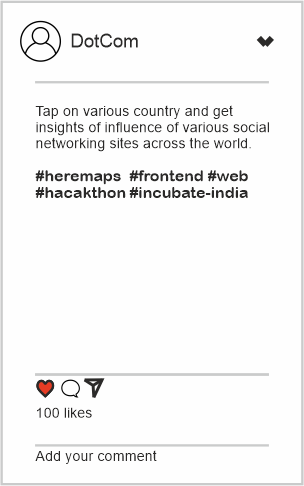 DotCom
Tap on various country and get
insights of influence of various social
networking sites across the world.
#heremaps #frontend #web
#hacakthon #incubate-india
100 likes
Add your comment